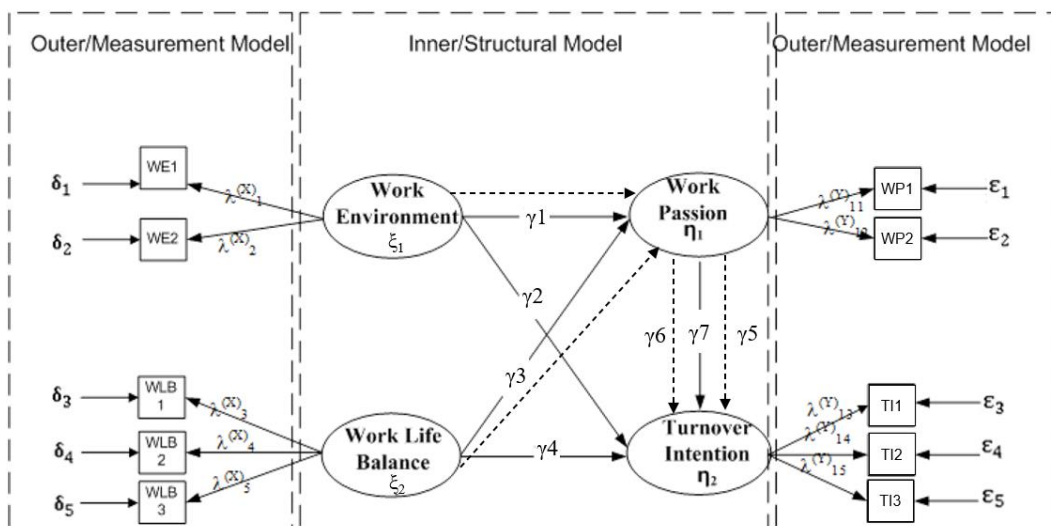 Outer/Measurement Model
Inner/Structural Model
Outer/Measurement Model
δ1
WE1
λ(X)1
δ2
WE2
λ(X)2
Work
Environment
ξ1
γ1
Work
Passion
η1
λ(Y)11
WP1
ε1
λ(Y)12
WP2
ε2
γ2
γ3
γ6
γ7
γ5
δ3
WLB
1
λ(X)3
δ4
WLB
2
λ(X)4
δ5
WLB
3
λ(X)5
Work Life
Balance
ξ2
γ4
Turnover
Intention
η2
λ(Y)13
TI1
ε3
λ(Y)14
TI2
ε4
λ(Y)15
TI3
ε5